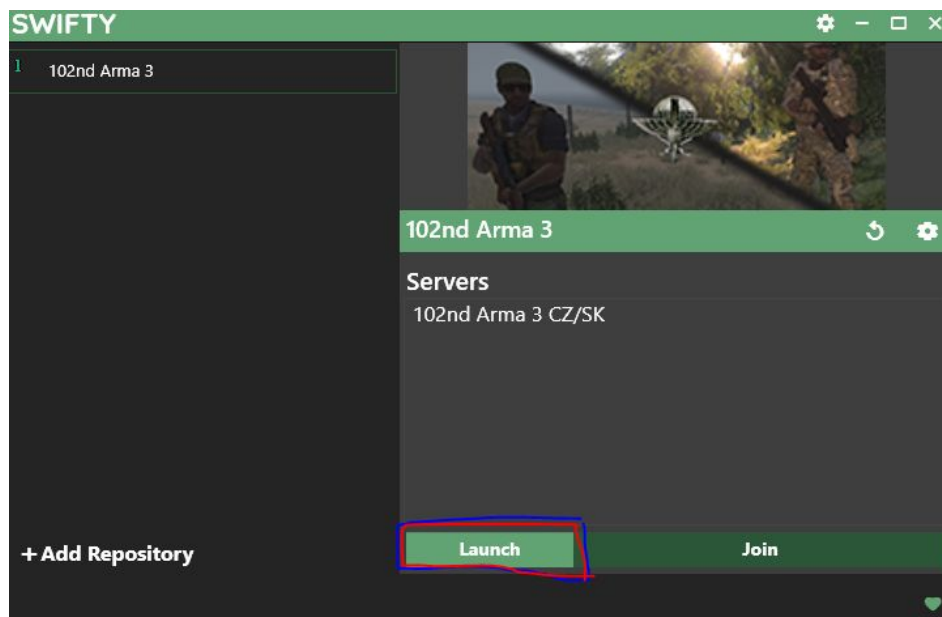 SWIFTY
1 102nd Arma 3
102nd Arma 3
Servers
102nd Arma 3 CZ/SK
+ Add Repository
Launch
Join